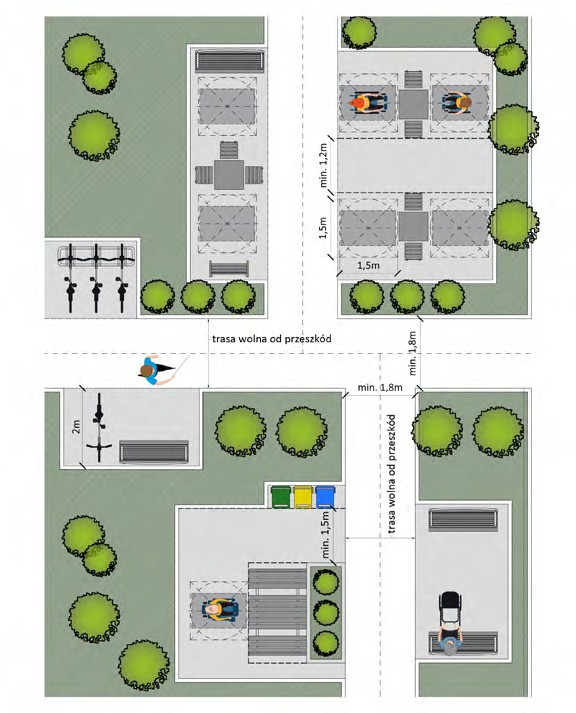 min. 1,2m
1,5m
1,5m
trasa wolna od przeszkód
min. 1,8m
min. 1,8m
2m
trasa wolna od przeszkód
min. 1,5m